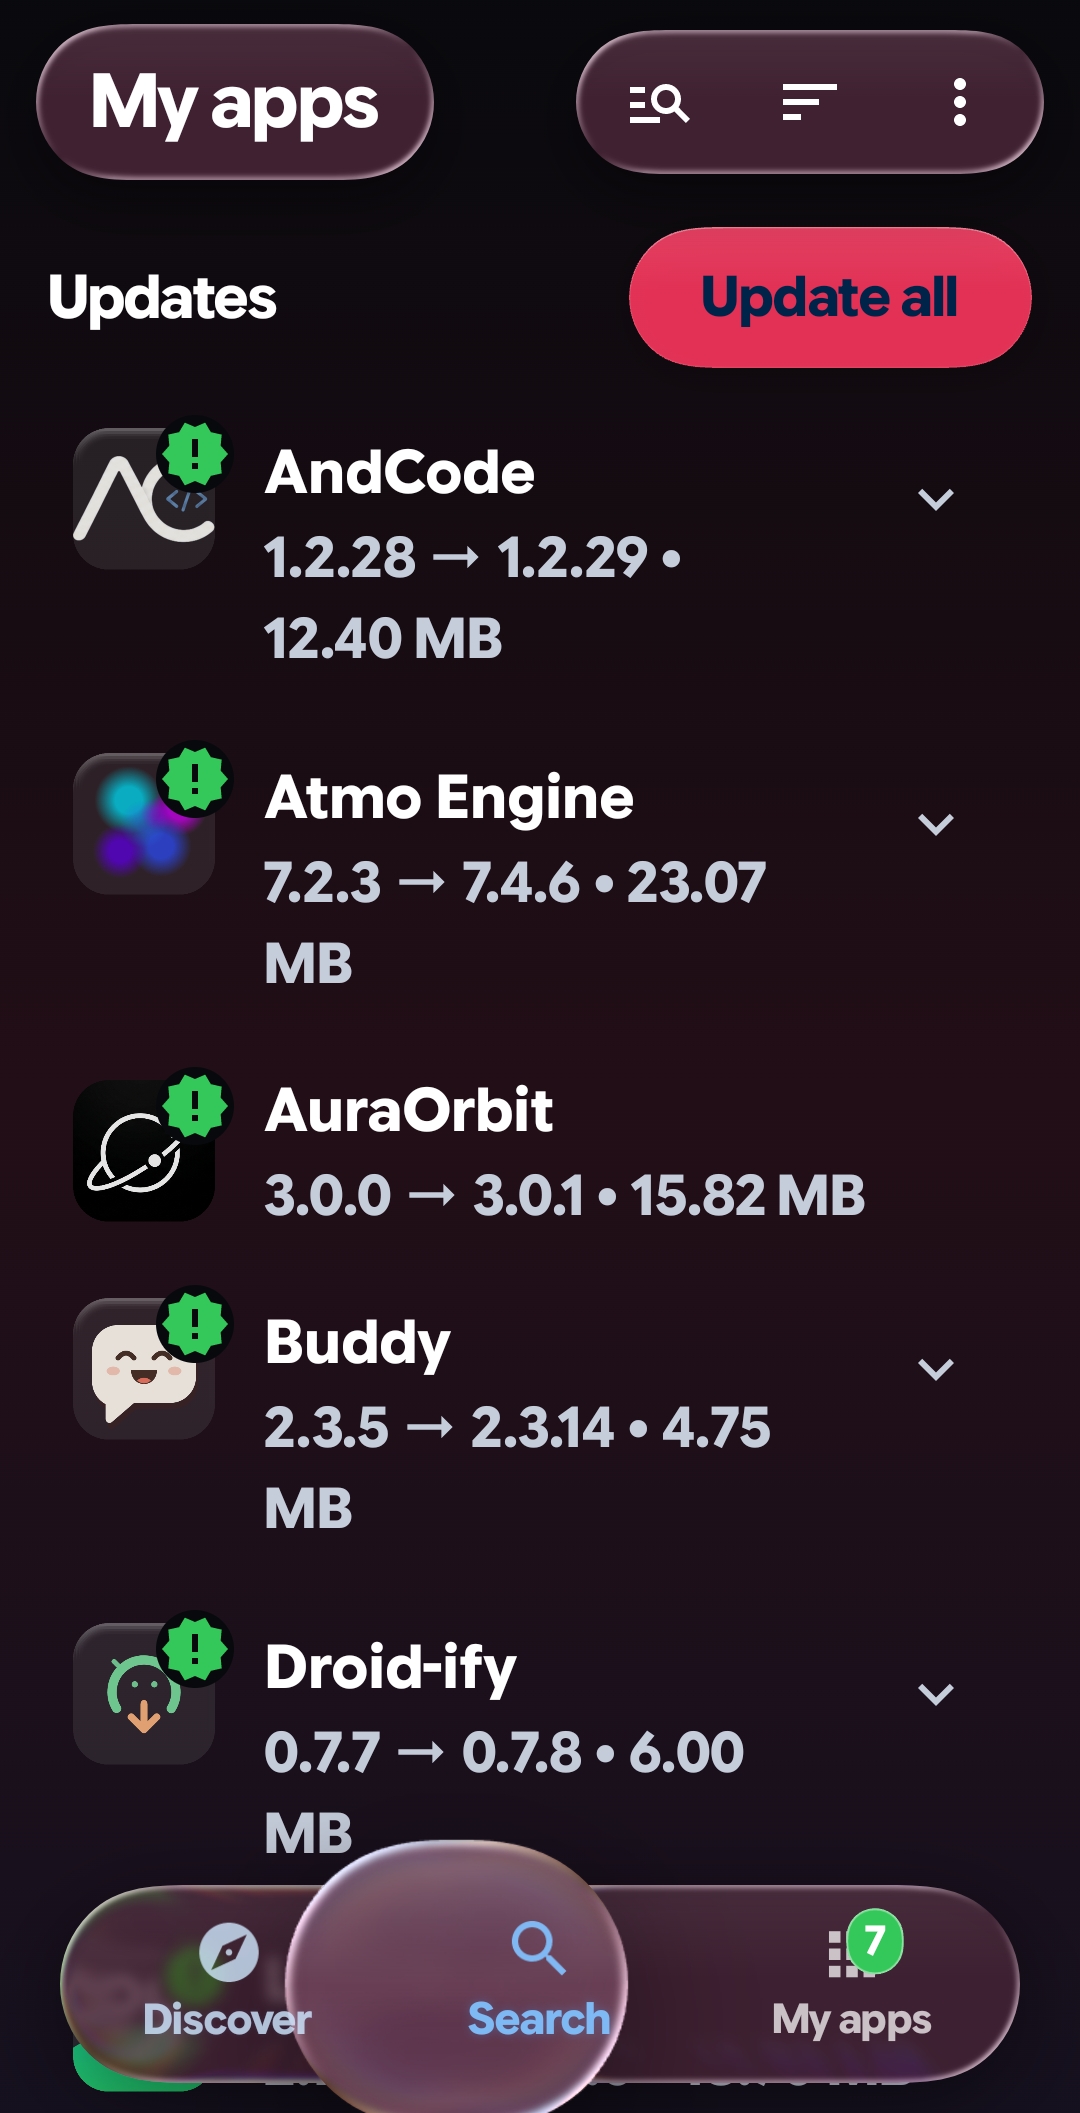 My apps
Updates
Update all
AndCode
1.2.28 → 1.2.29 •
12.40 MB
Atmo Engine
7.2.3 → 7.4.6 • 23.07
MB
AuraOrbit
3.0.0 → 3.0.1 • 15.82 MB
Buddy
2.3.5 → 2.3.14 • 4.75
MB
Droid-ify
0.7.7 → 0.7.8 • 6.00
MB
7
Discover
Search
My apps